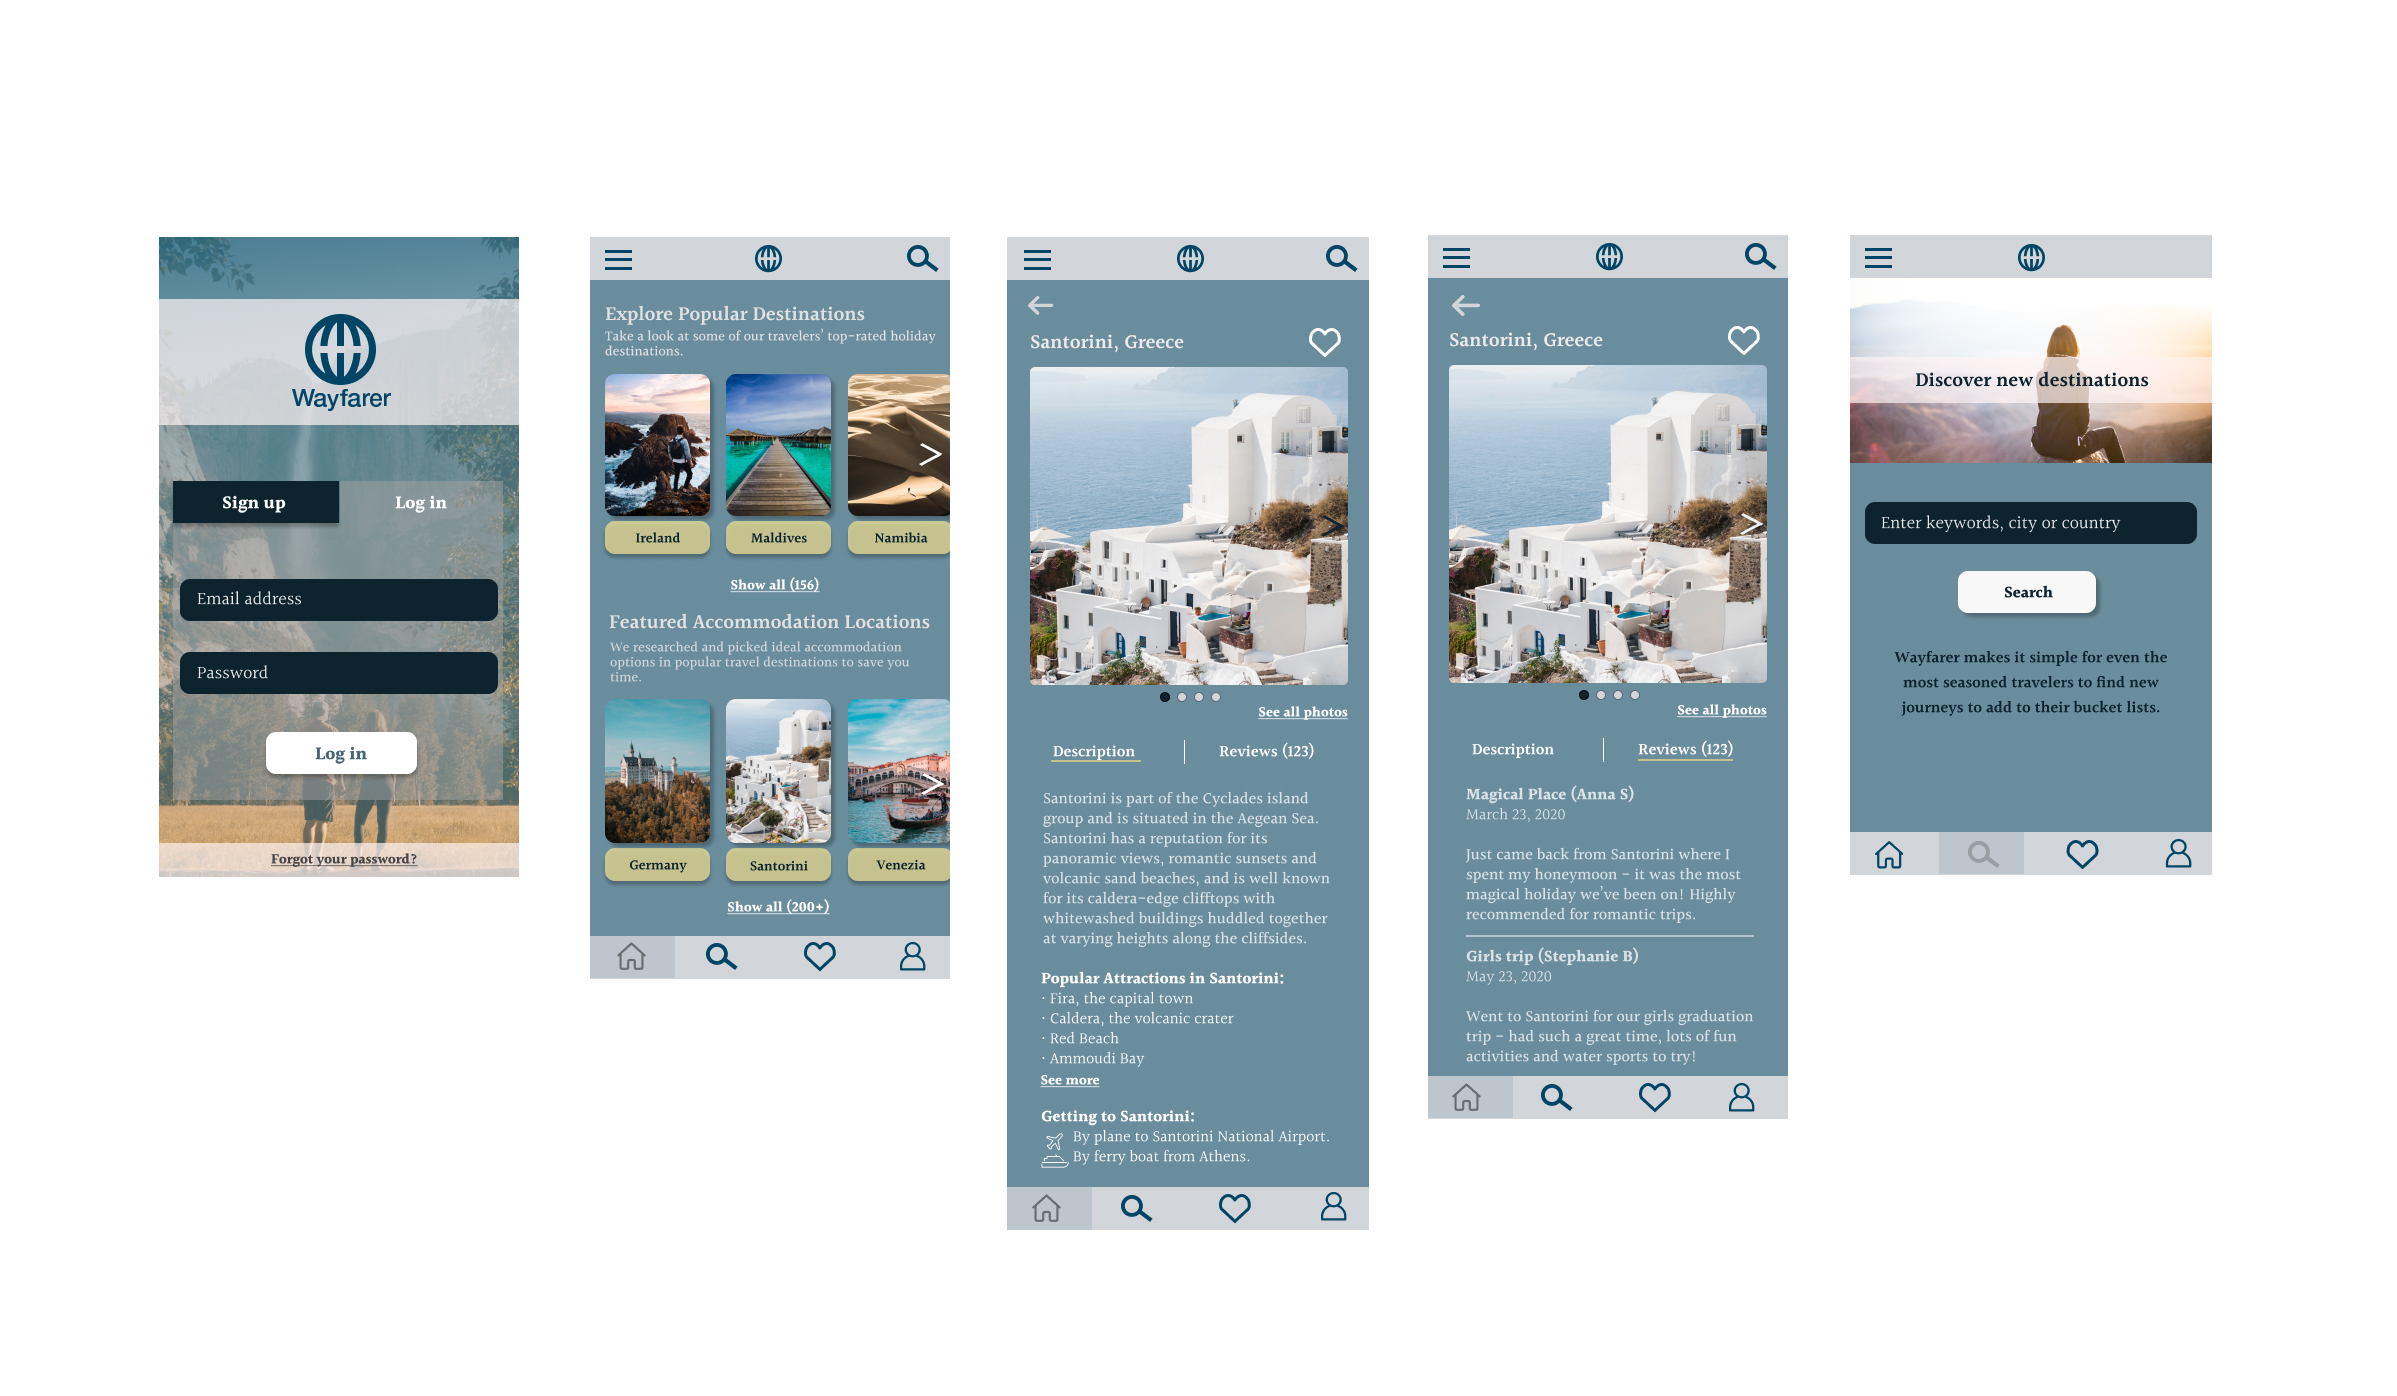 Wayfarer
Sign up
Log in
Email address
Password
Log in
Forgot your password?
Explore Popular Destinations
Take a look at some of our travelers' top-rated holiday
destinations.
Ireland
Maldives
Namibia
Show all (156)
Featured Accommodation Locations
We researched and picked ideal accommodation
options in popular travel destinations to save you
time.
Germany
Santorini
Venezia
Show all (200+)
Santorini, Greece
See all photos
Description
Reviews (123)
Santorini is part of the Cyclades island
group and is situated in the Aegean Sea.
Santorini has a reputation for its
panoramic views, romantic sunsets and
volcanic sand beaches, and is well known
for its caldera-edge clifftops with
whitewashed buildings huddled together
at varying heights along the cliffsides.
Popular Attractions in Santorini:
· Fira, the capital town
· Caldera, the volcanic crater
· Red Beach
· Ammoudi Bay
See more
Getting to Santorini:
By plane to Santorini National Airport.
By ferry boat from Athens.
Santorini, Greece
See all photos
Description
Reviews (123)
Magical Place (Anna S)
March 23, 2020
Just came back from Santorini where I
spent my honeymoon – it was the most
magical holiday we've been on! Highly
recommended for romantic trips.
Girls trip (Stephanie B)
May 23, 2020
Went to Santorini for our girls graduation
trip – had such a great time, lots of fun
activities and water sports to try!
Discover new destinations
Enter keywords, city or country
Search
Wayfarer makes it simple for even the
most seasoned travelers to find new
journeys to add to their bucket lists.